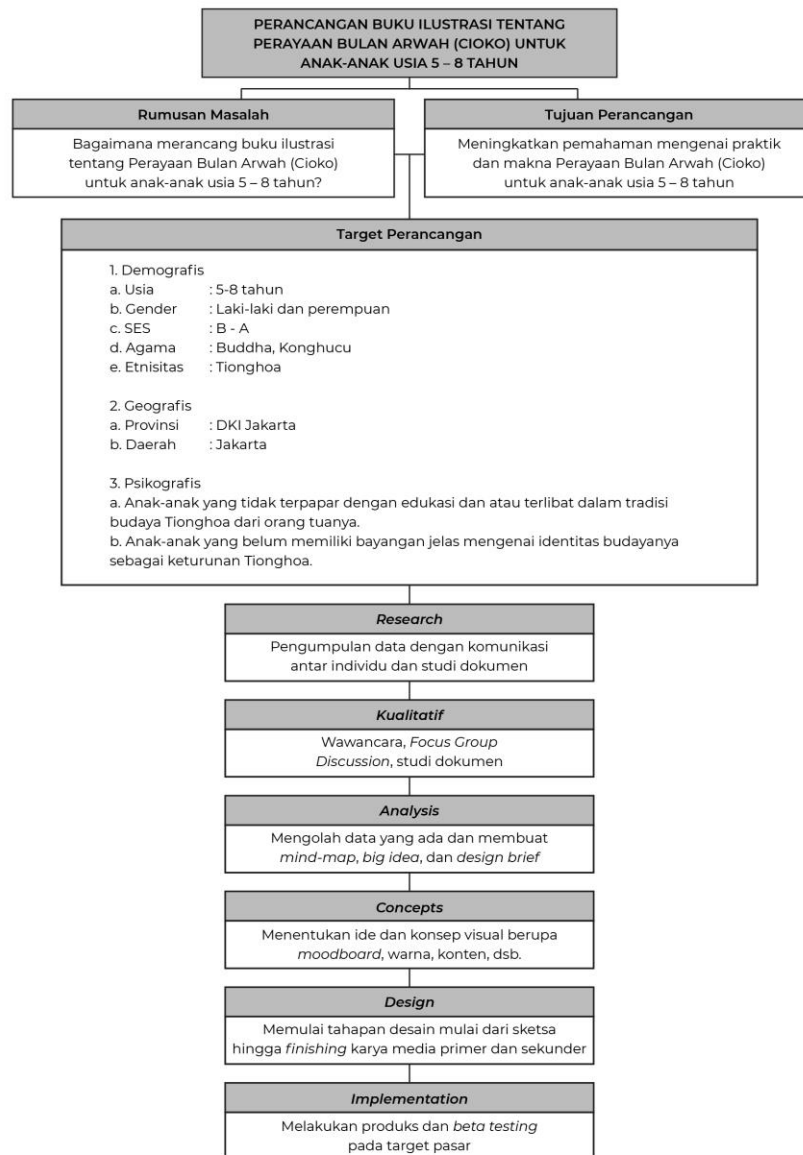 PERANCANGAN BUKU ILUSTRASI TENTANG
PERAYAAN BULAN ARWAH (CIOKO) UNTUK
ANAK-ANAK USIA 5 – 8 TAHUN
Rumusan Masalah
Bagaimana merancang buku ilustrasi
tentang Perayaan Bulan Arwah (Cioko)
untuk anak-anak usia 5 – 8 tahun?
Tujuan Perancangan
Meningkatkan pemahaman mengenai praktik
dan makna Perayaan Bulan Arwah (Cioko)
untuk anak-anak usia 5 – 8 tahun
Target Perancangan
1. Demografis
a. Usia : 5-8 tahun
b. Gender : Laki-laki dan perempuan
c. SES : B - A
d. Agama : Buddha, Konghucu
e. Etnisitas : Tionghoa
2. Geografis
a. Provinsi : DKI Jakarta
b. Daerah : Jakarta
3. Psikografis
a. Anak-anak yang tidak terpapar dengan edukasi dan atau terlibat dalam tradisi
budaya Tionghoa dari orang tuanya.
b. Anak-anak yang belum memiliki bayangan jelas mengenai identitas budayanya
sebagai keturunan Tionghoa.
Research
Pengumpulan data dengan komunikasi
antar individu dan studi dokumen
Kualitatif
Wawancara, Focus Group
Discussion, studi dokumen
Analysis
Mengolah data yang ada dan membuat
mind-map, big idea, dan design brief
Concepts
Menentukan ide dan konsep visual berupa
moodboard, warna, konten, dsb.
Design
Memulai tahapan desain mulai dari sketsa
hingga finishing karya media primer dan sekunder
Implementation
Melakukan produks dan beta testing
pada target pasar